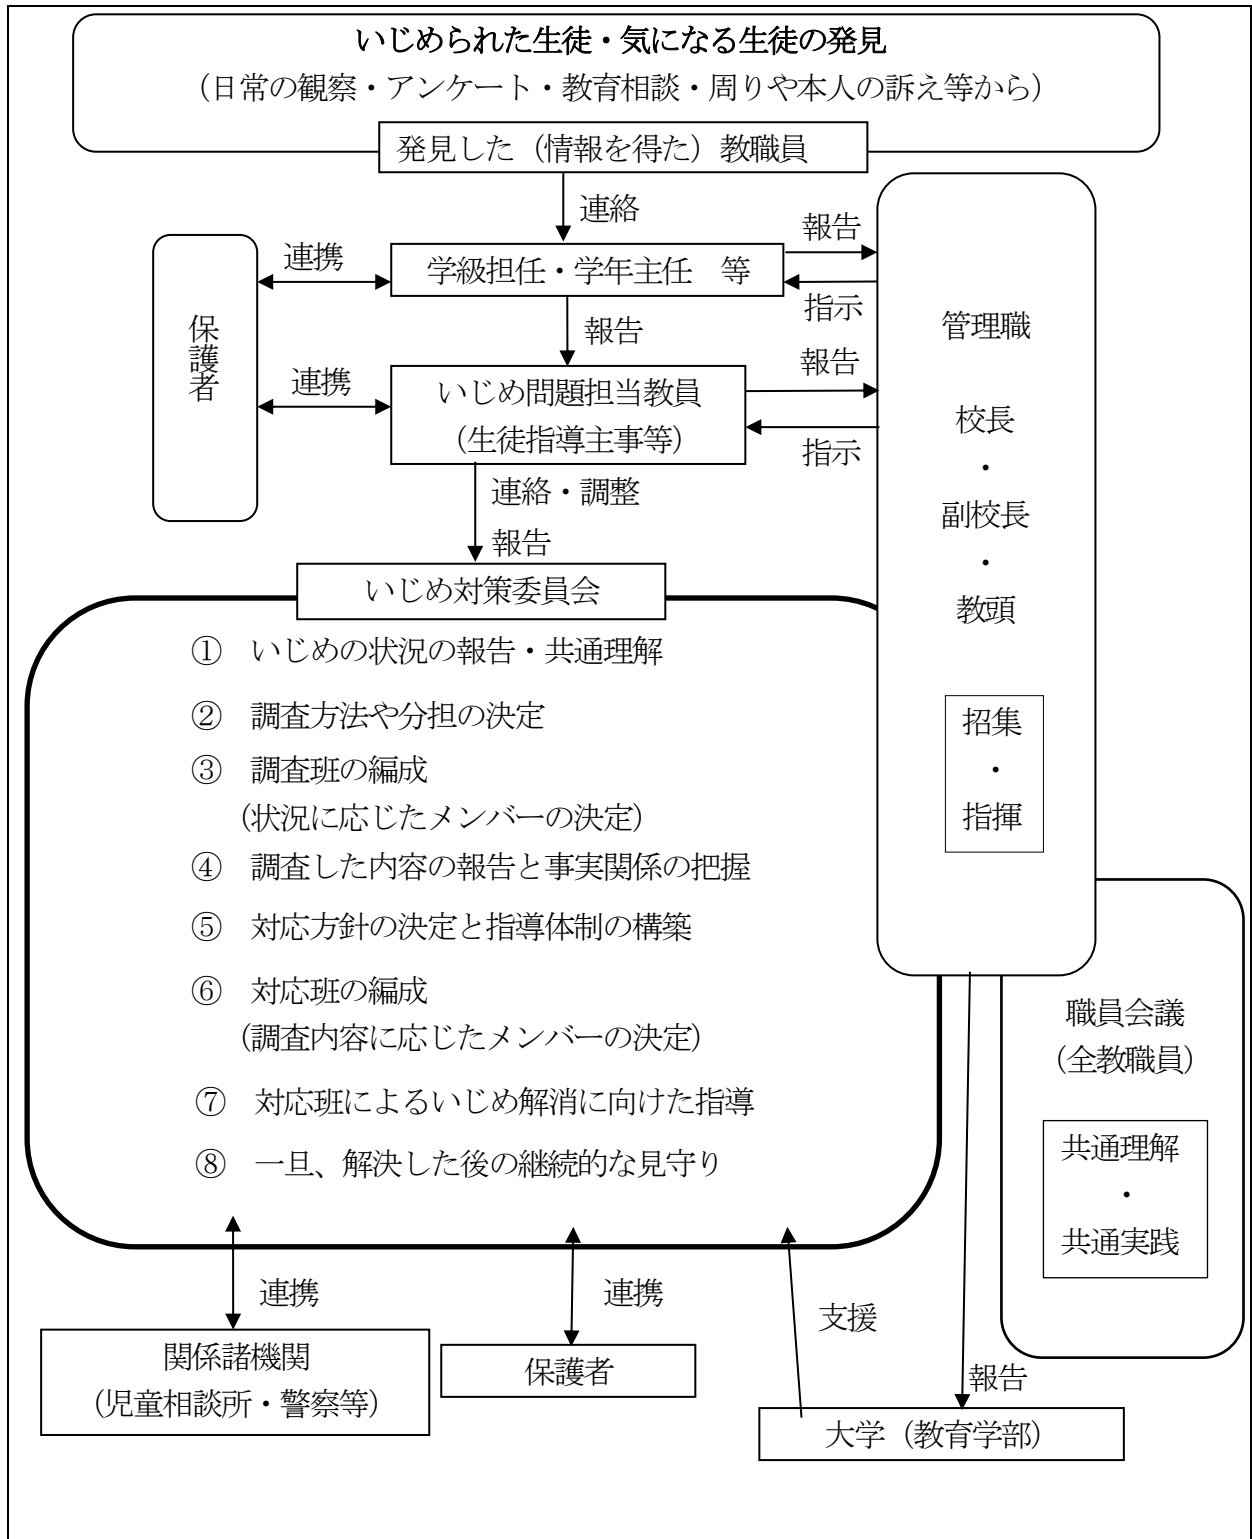 いじめられた生徒・気になる生徒の発見
(日常の観察・アンケート・教育相談・周りや本人の訴え等から)
発見した(情報を得た)教職員
連絡
報告
連携
学級担任・学年主任　等
指示
保護者
報告
報告
連携
いじめ問題担当教員
(生徒指導主事等)
指示
連絡・調整
報告
管理職
校長
・
副校長
・
教頭
招集
・
指揮
いじめ対策委員会
①　いじめの状況の報告・共通理解
②　調査方法や分担の決定
③　調査班の編成
(状況に応じたメンバーの決定)
④　調査した内容の報告と事実関係の把握
⑤　対応方針の決定と指導体制の構築
⑥　対応班の編成
(調査内容に応じたメンバーの決定)
⑦　対応班によるいじめ解消に向けた指導
⑧　一旦、解決した後の継続的な見守り
職員会議
(全教職員)
共通理解
・
共通実践
連携
連携
支援
関係諸機関
(児童相談所・警察等)
保護者
報告
大学(教育学部)